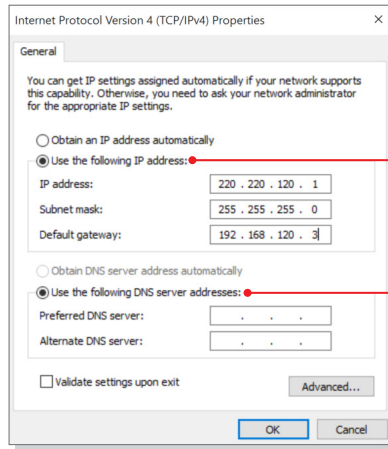 Internet Protocol Version 4 (TCP/IPv4) Properties
General
You can get IP settings assigned automatically if your network supports
this capability. Otherwise, you need to ask your network administrator
for the appropriate IP settings.
Obtain an IP address automatically
Use the following IP address:
IP address: 220 . 220 . 120 . 1
Subnet mask: 255 . 255 . 255 . 0
Default gateway: 192 . 168 . 120 . 3
Obtain DNS server address automatically
Use the following DNS server addresses:
Preferred DNS server: . . .
Alternate DNS server: . . .
Validate settings upon exit
Advanced...
OK Cancel